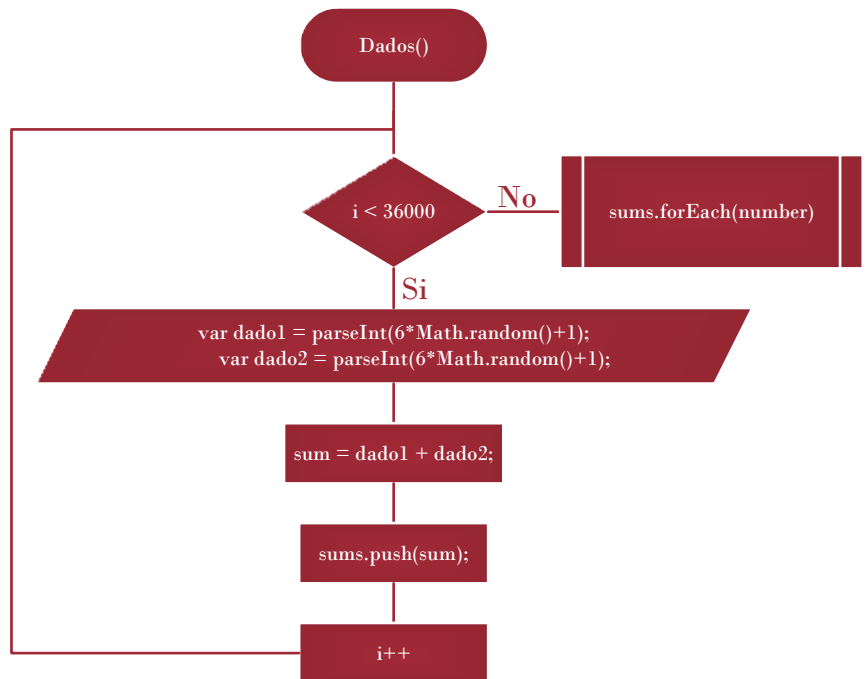 Dados()
i < 36000
No
sums.forEach(number)
Si
var dado1 = parseInt(6*Math.random()+1);
var dado2 = parseInt(6*Math.random()+1);
sum = dado1 + dado2;
sums.push(sum);
i++